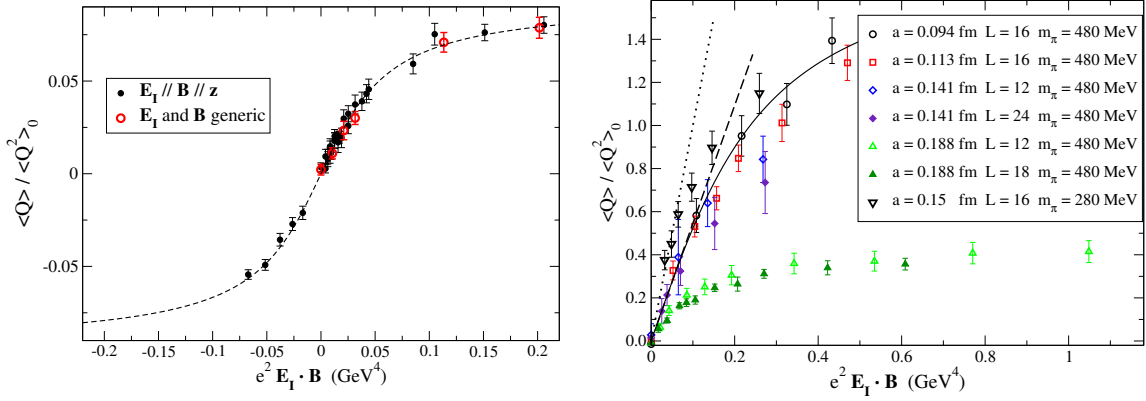 <Q> / <Q²>₀
0.05
0
-0.05
E_I // B // z
E_I and B generic
-0.2 -0.15 -0.1 -0.05 0 0.05 0.1 0.15 0.2
e² E_I · B (GeV⁴)
<Q> / <Q²>₀
1.4
1.2
1.0
0.8
0.6
0.4
0.2
0.0
a = 0.094 fm L = 16 m_π = 480 MeV
a = 0.113 fm L = 16 m_π = 480 MeV
a = 0.141 fm L = 12 m_π = 480 MeV
a = 0.141 fm L = 24 m_π = 480 MeV
a = 0.188 fm L = 12 m_π = 480 MeV
a = 0.188 fm L = 18 m_π = 480 MeV
a = 0.15 fm L = 16 m_π = 280 MeV
0 0.2 0.4 0.6 0.8 1
e² E_I · B (GeV⁴)